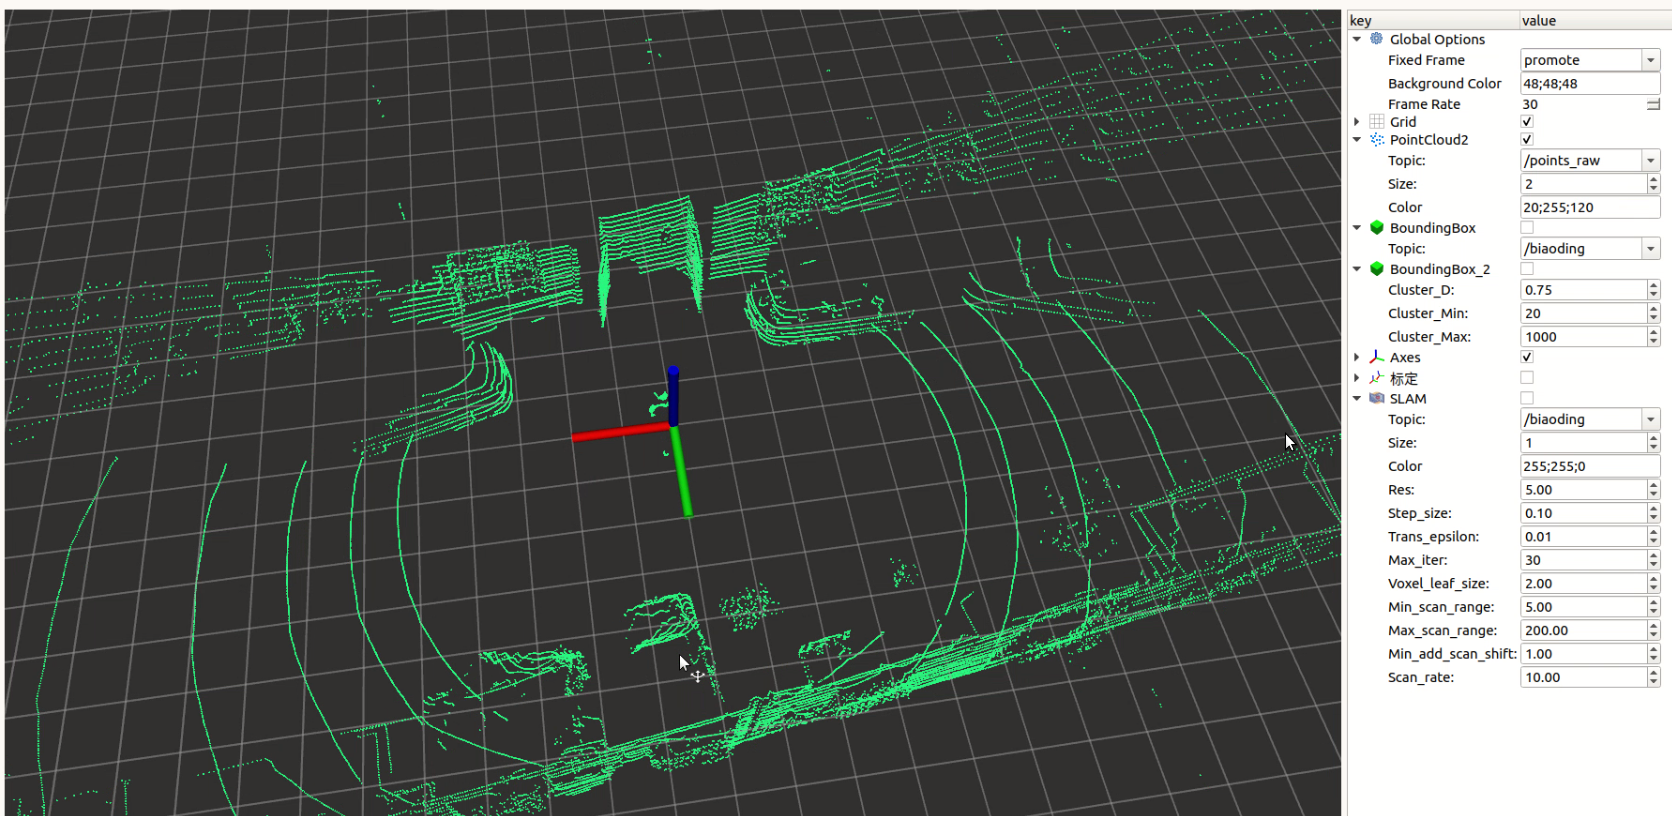 key value
Global Options
Fixed Frame promote
Background Color 48;48;48
Frame Rate 30
Grid
PointCloud2
Topic: /points_raw
Size: 2
Color 20;255;120
BoundingBox
Topic: /biaoding
BoundingBox_2
Cluster_D: 0.75
Cluster_Min: 20
Cluster_Max: 1000
Axes
标定
SLAM
Topic: /biaoding
Size: 1
Color 255;255;0
Res: 5.00
Step_size: 0.10
Trans_epsilon: 0.01
Max_iter: 30
Voxel_leaf_size: 2.00
Min_scan_range: 5.00
Max_scan_range: 200.00
Min_add_scan_shift: 1.00
Scan_rate: 10.00